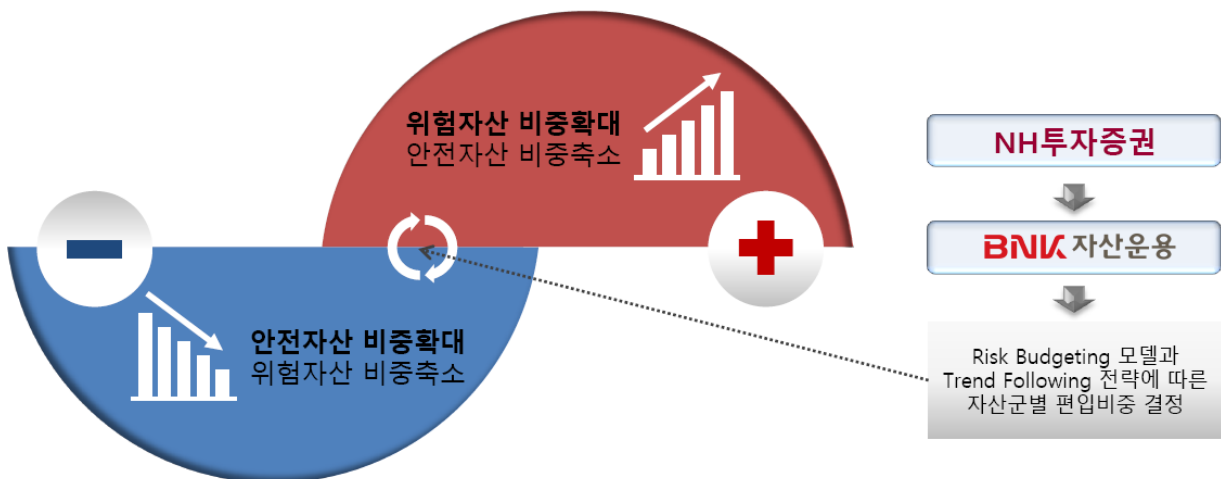 위험자산 비중확대
안전자산 비중축소
안전자산 비중확대
위험자산 비중축소
NH투자증권
BNK 자산운용
Risk Budgeting 모델과
Trend Following 전략에 따른
자산군별 편입비중 결정